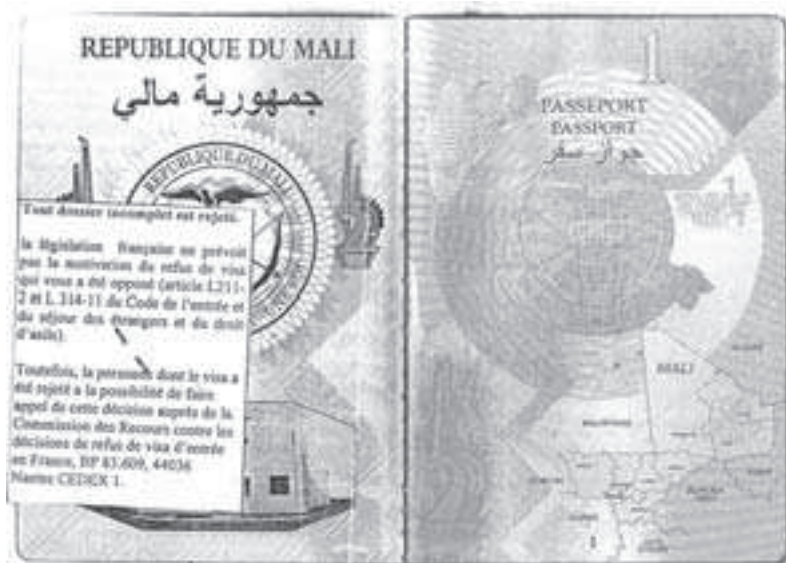 REPUBLIQUE DU MALI
جمهورية مالي
REPUBLIQUE DU MALI
Tout dossier incomplet est rejeté.
la législation française ne prévoit
pas la motivation du refus de visa
qui vous a été opposé (article L211-
2 et L 314-11 du Code de l'entrée et
du séjour des étrangers et du droit
d'asile).
Toutefois, la personne dont le visa a
été rejeté a la possibilité de faire
appel de cette décision auprès de la
Commission des Recours contre les
décisions de refus de visa d'entrée
en France, BP 83.609, 44036
Nantes CEDEX 1.
PASSEPORT
PASSPORT
جواز سفر
MALI